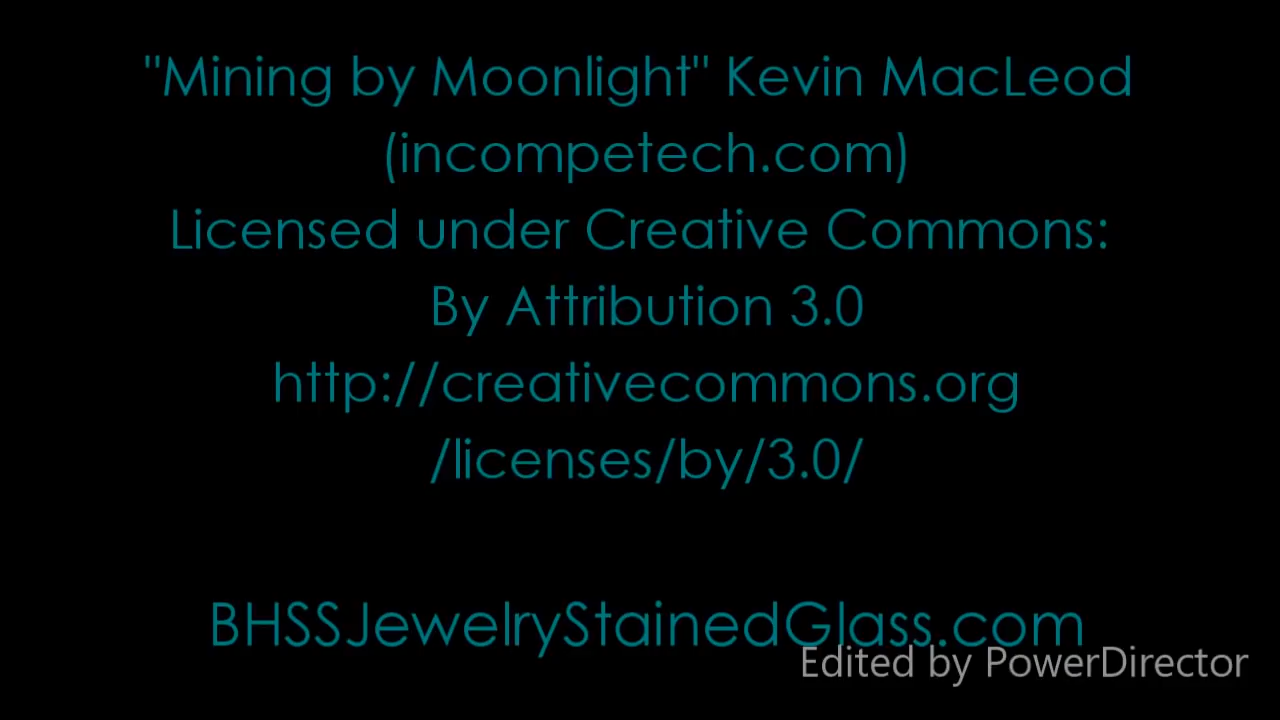 "Mining by Moonlight" Kevin MacLeod
(incompetech.com)
Licensed under Creative Commons:
By Attribution 3.0
http://creativecommons.org
/licenses/by/3.0/
BHSSJewelryStainedGlass.com
Edited by PowerDirector